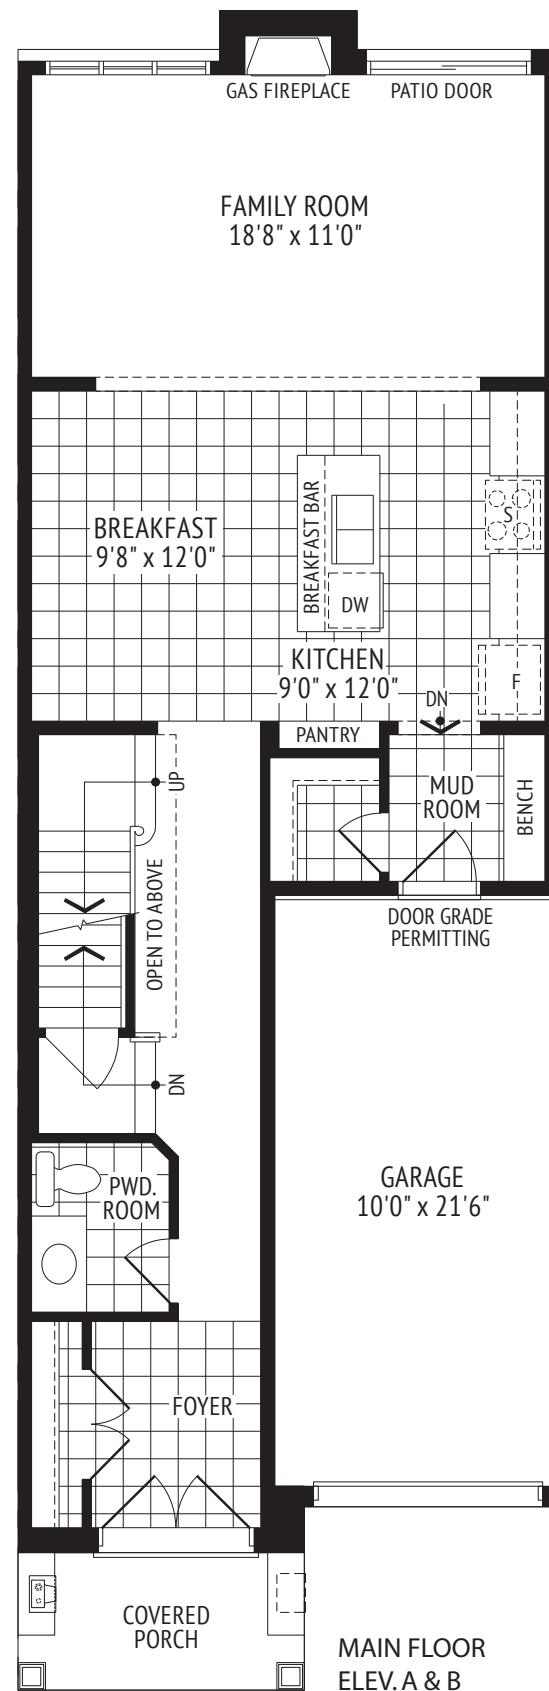 GAS FIREPLACE
PATIO DOOR
FAMILY ROOM
18'8" x 11'0"
BREAKFAST
9'8" x 12'0"
BREAKFAST BAR
S
DW
KITCHEN
9'0" x 12'0"
F
DN
PANTRY
UP
MUD
ROOM
BENCH
OPEN TO ABOVE
DOOR GRADE
PERMITTING
DN
PWD.
ROOM
GARAGE
10'0" x 21'6"
FOYER
COVERED
PORCH
MAIN FLOOR
ELEV. A & B